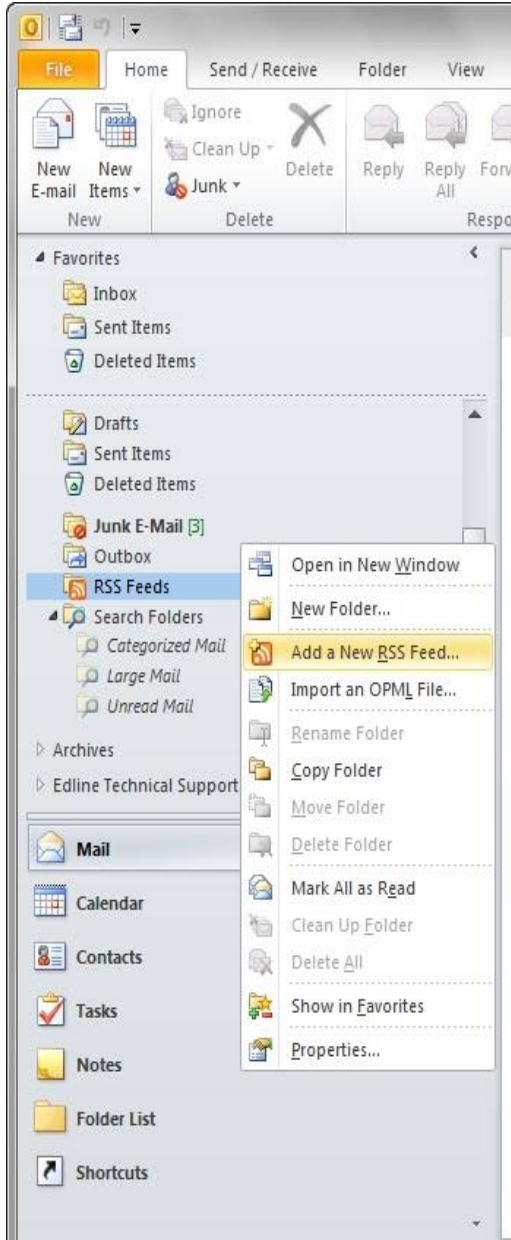 File Home Send / Receive Folder View
Ignore
Clean Up
Junk
New E-mail
New Items
Delete
Reply
Reply All
New
Delete
Favorites
Inbox
Sent Items
Deleted Items
Drafts
Sent Items
Deleted Items
Junk E-Mail [3]
Outbox
RSS Feeds
Search Folders
Categorized Mail
Large Mail
Unread Mail
Archives
Edline Technical Support
Open in New Window
New Folder...
Add a New RSS Feed...
Import an OPML File...
Rename Folder
Copy Folder
Move Folder
Delete Folder
Mark All as Read
Clean Up Folder
Delete All
Show in Favorites
Properties...
Mail
Calendar
Contacts
Tasks
Notes
Folder List
Shortcuts